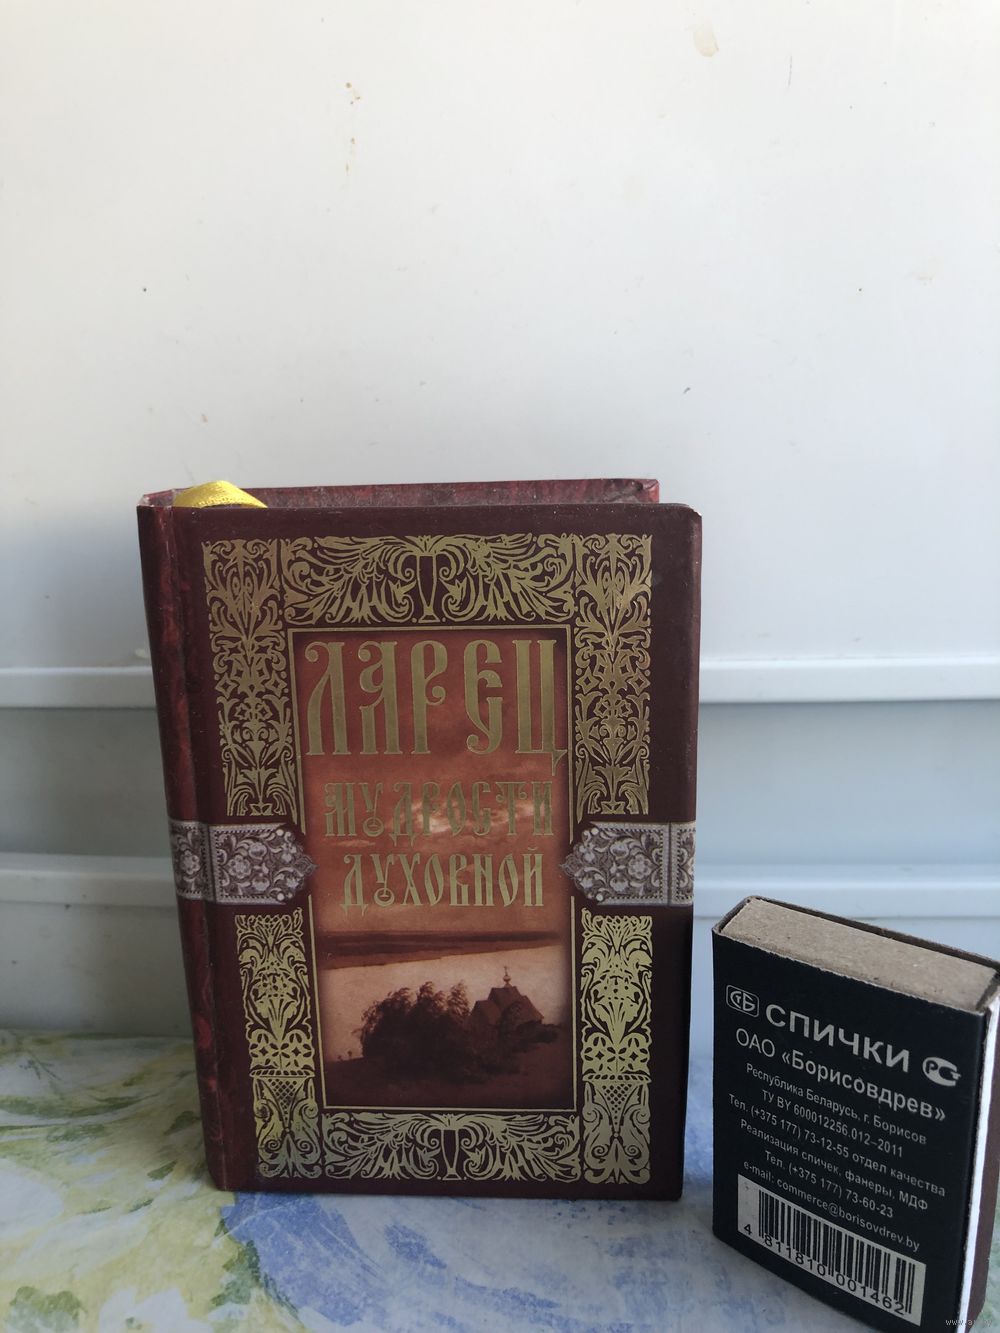 ЛАРЕЦ
МУДРОСТИ
ДУХОВНОЙ
СПИЧКИ
ОАО «Борисовдрев»
Республика Беларусь, г. Борисов
ТУ BY 600012256.012–2011
Тел. (+375 177) 73-12-55 отдел качества
Реализация спичек, фанеры, МДФ
Тел. (+375 177) 73-60-23
e-mail: commerce@borisovdrev.by
4 811810 001462